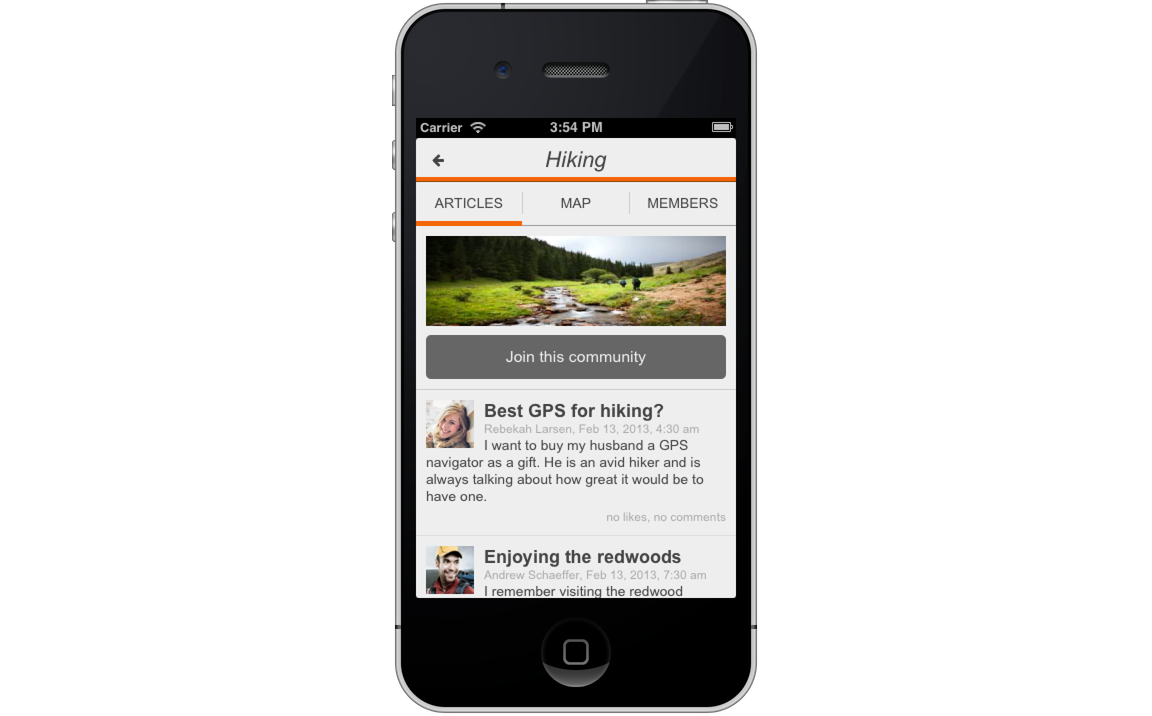 Carrier
3:54 PM
Hiking
ARTICLES
MAP
MEMBERS
Join this community
Best GPS for hiking?
Rebekah Larsen, Feb 13, 2013, 4:30 am
I want to buy my husband a GPS
navigator as a gift. He is an avid hiker and is
always talking about how great it would be to
have one.
no likes, no comments
Enjoying the redwoods
Andrew Schaeffer, Feb 13, 2013, 7:30 am
I remember visiting the redwood